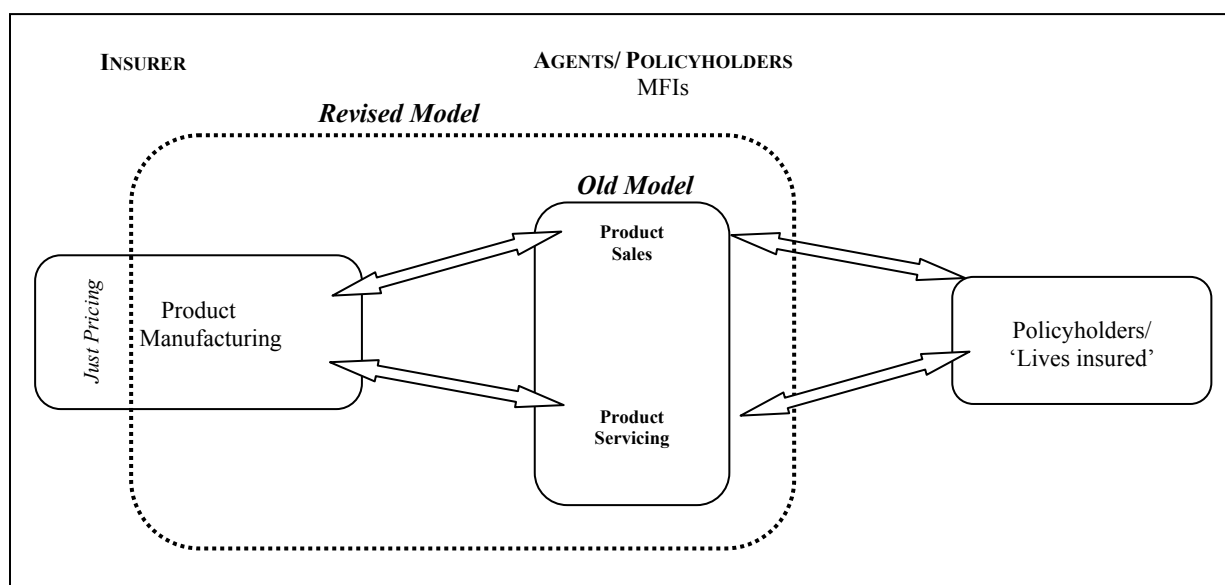 INSURER
AGENTS/ POLICYHOLDERS
MFIs
Revised Model
Old Model
Product
Sales
Just Pricing
Product
Manufacturing
Policyholders/
‘Lives insured’
Product
Servicing